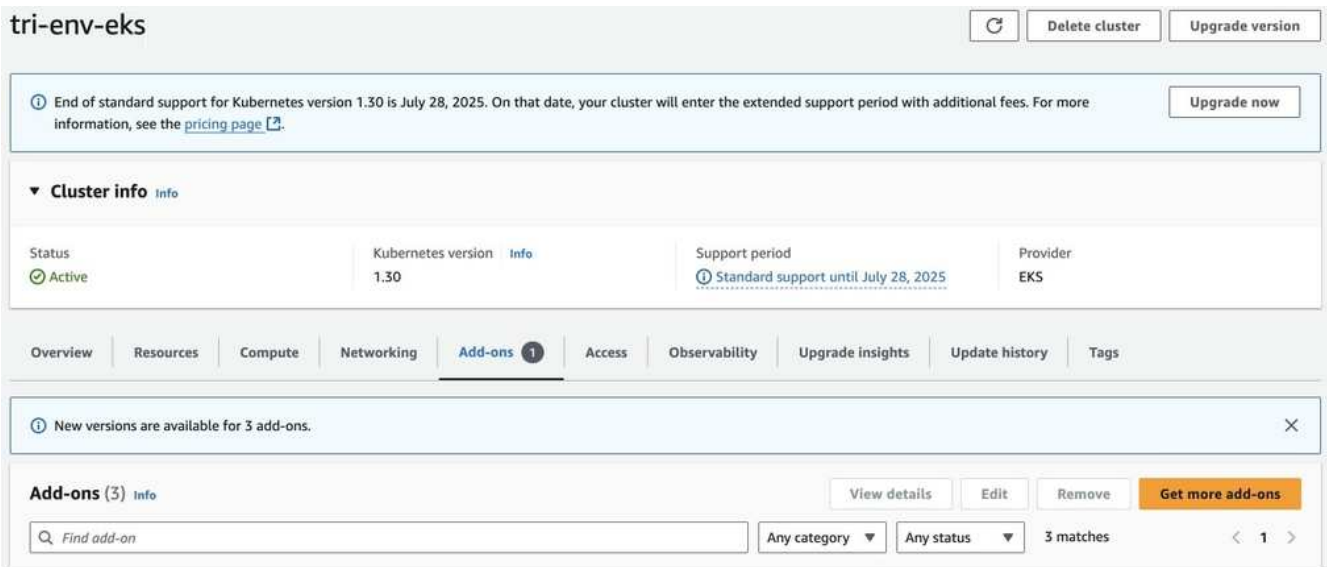 tri-env-eks
Delete cluster
Upgrade version
End of standard support for Kubernetes version 1.30 is July 28, 2025. On that date, your cluster will enter the extended support period with additional fees. For more
information, see the pricing page.
Upgrade now
Cluster info Info
Status
Active
Kubernetes version Info
1.30
Support period
Standard support until July 28, 2025
Provider
EKS
Overview Resources Compute Networking Add-ons 1 Access Observability Upgrade insights Update history Tags
New versions are available for 3 add-ons.
Add-ons (3) Info
View details Edit Remove Get more add-ons
Find add-on
Any category Any status 3 matches 1